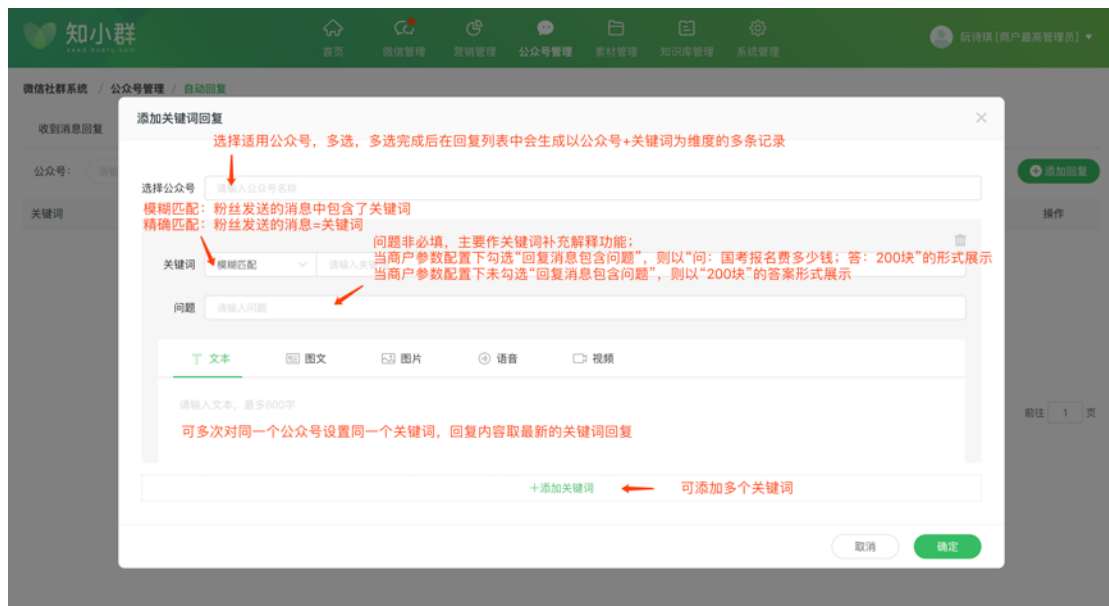 知小群
首页
微信管理
营销管理
公众号管理
素材管理
知识库管理
系统管理
阮诗琪[商户最高管理员]
微信社群系统 / 公众号管理 / 自动回复
收到消息回复
添加关键词回复
选择适用公众号，多选，多选完成后在回复列表中会生成以公众号+关键词为维度的多条记录
公众号：
添加回复
选择公众号 请输入公众号名称
模糊匹配：粉丝发送的消息中包含了关键词
精确匹配：粉丝发送的消息=关键词
关键词
操作
问题非必填，主要作关键词补充解释功能；
当商户参数配置下勾选“回复消息包含问题”，则以“问：国考报名费多少钱；答：200块”的形式展示
关键词 模糊匹配
当商户参数配置下未勾选“回复消息包含问题”，则以“200块”的答案形式展示
问题 请输入问题
文本 图文 图片 语音 视频
请输入文本，最多600字
前往 1 页
可多次对同一个公众号设置同一个关键词，回复内容取最新的关键词回复
+添加关键词
可添加多个关键词
取消 确定